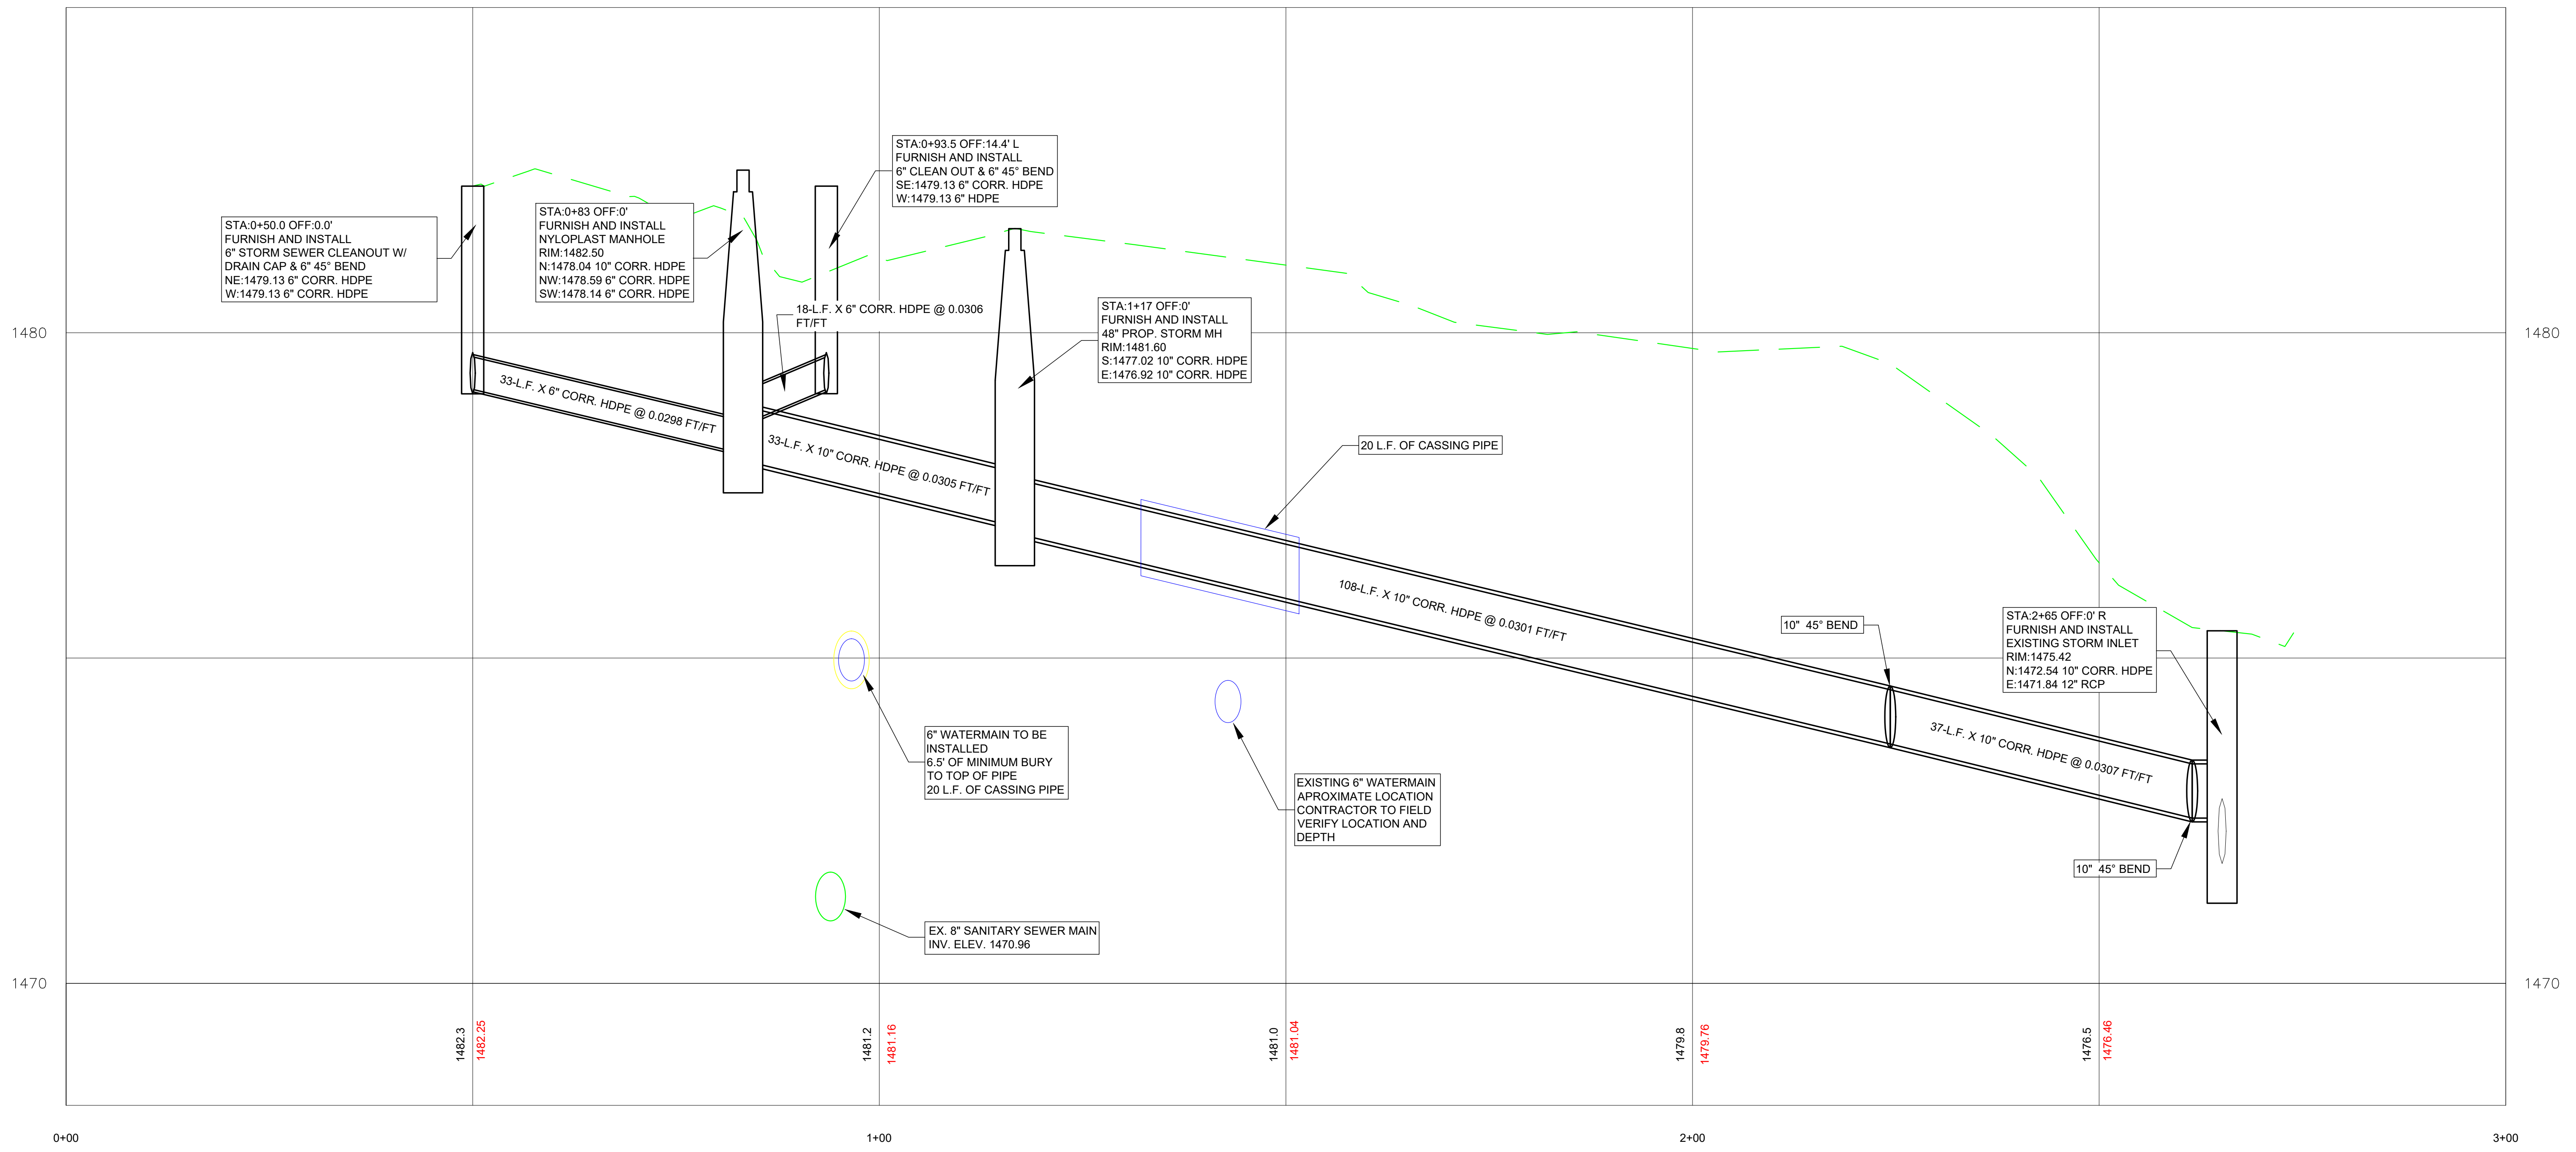 STA:0+93.5 OFF:14.4' L
FURNISH AND INSTALL
6" CLEAN OUT & 6" 45° BEND
SE:1479.13 6" CORR. HDPE
W:1479.13 6" HDPE
STA:0+50.0 OFF:0.0'
FURNISH AND INSTALL
6" STORM SEWER CLEANOUT W/
DRAIN CAP & 6" 45° BEND
NE:1479.13 6" CORR. HDPE
W:1479.13 6" CORR. HDPE
STA:0+83 OFF:0'
FURNISH AND INSTALL
NYLOPLAST MANHOLE
RIM:1482.50
N:1478.04 10" CORR. HDPE
NW:1478.59 6" CORR. HDPE
SW:1478.14 6" CORR. HDPE
18-L.F. X 6" CORR. HDPE @ 0.0306
FT/FT
STA:1+17 OFF:0'
FURNISH AND INSTALL
48" PROP. STORM MH
RIM:1481.60
S:1477.02 10" CORR. HDPE
E:1476.92 10" CORR. HDPE
1480
1480
33-L.F. X 6" CORR. HDPE @ 0.0298 FT/FT
33-L.F. X 10" CORR. HDPE @ 0.0305 FT/FT
20 L.F. OF CASSING PIPE
108-L.F. X 10" CORR. HDPE @ 0.0301 FT/FT
10" 45° BEND
STA:2+65 OFF:0' R
FURNISH AND INSTALL
EXISTING STORM INLET
RIM:1475.42
N:1472.54 10" CORR. HDPE
E:1471.84 12" RCP
37-L.F. X 10" CORR. HDPE @ 0.0307 FT/FT
6" WATERMAIN TO BE
INSTALLED
6.5' OF MINIMUM BURY
TO TOP OF PIPE
20 L.F. OF CASSING PIPE
EXISTING 6" WATERMAIN
APROXIMATE LOCATION
CONTRACTOR TO FIELD
VERIFY LOCATION AND
DEPTH
10" 45° BEND
EX. 8" SANITARY SEWER MAIN
INV. ELEV. 1470.96
1470
1470
1482.3
1482.25
1481.2
1481.16
1481.0
1481.04
1479.8
1479.76
1476.5
1476.46
0+00
1+00
2+00
3+00